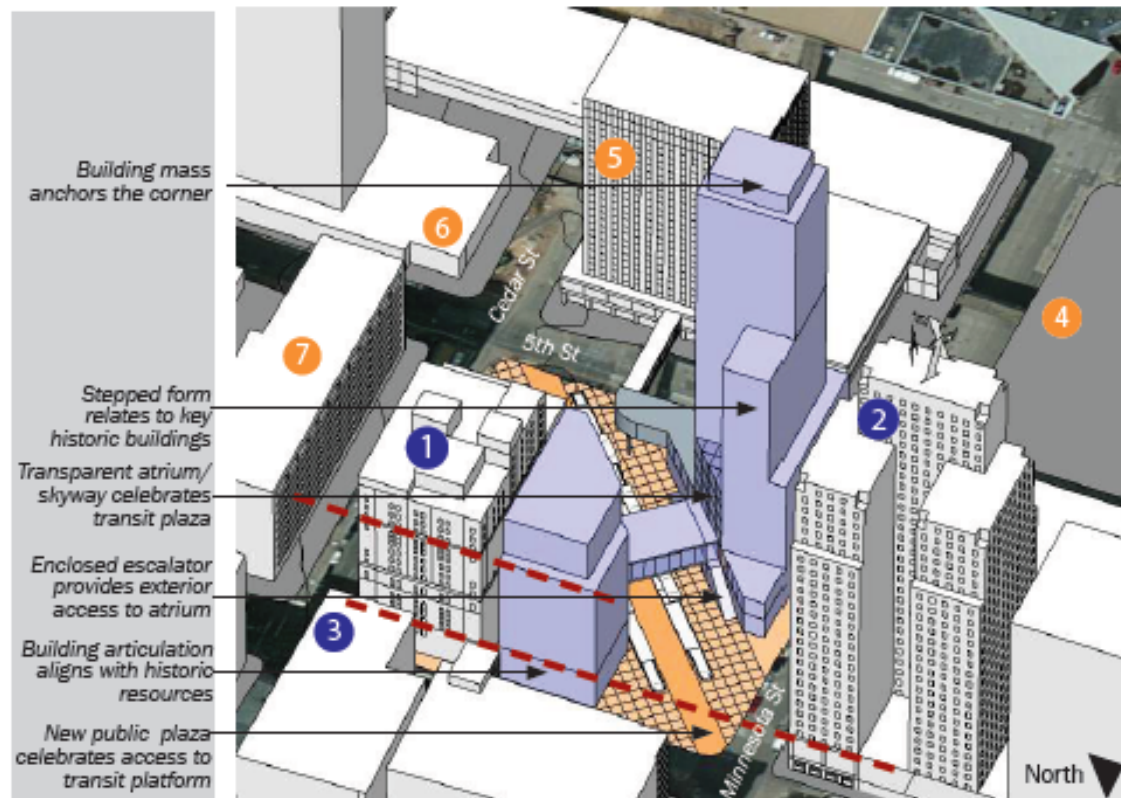 Building mass
anchors the corner
Stepped form
relates to key
historic buildings
Transparent atrium/
skyway celebrates
transit plaza
Enclosed escalator
provides exterior
access to atrium
Building articulation
aligns with historic
resources
New public plaza
celebrates access to
transit platform
5
6
Cedar St
4
7
5th St
1
2
3
Minnesota St
North